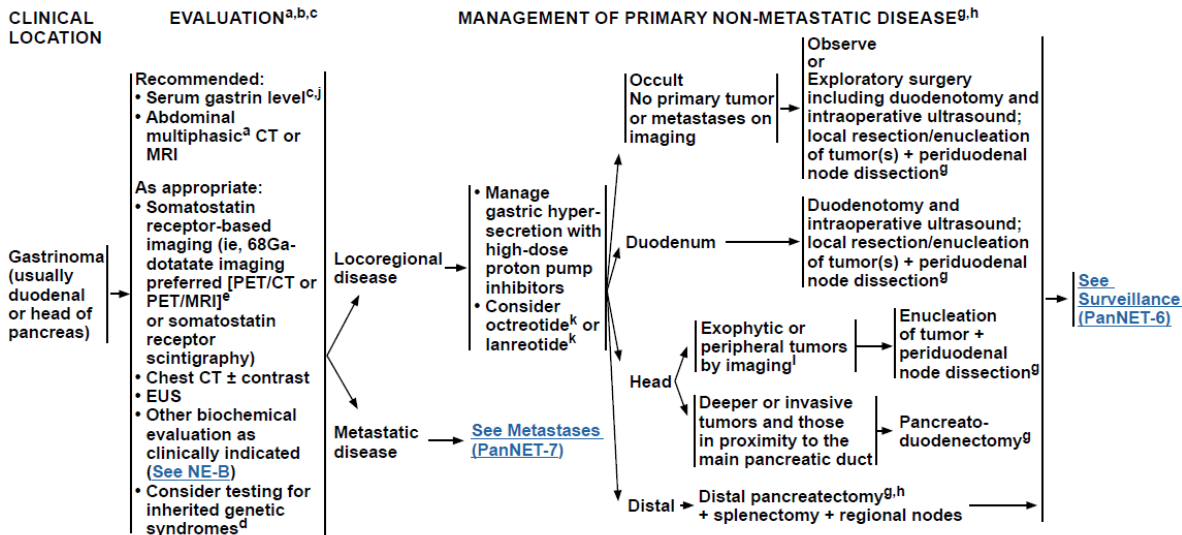 CLINICAL
LOCATION
EVALUATIONa,b,c
MANAGEMENT OF PRIMARY NON-METASTATIC DISEASEg,h
Gastrinoma
(usually
duodenal
or head of
pancreas)
Recommended:
• Serum gastrin levelc,j
• Abdominal
multiphasica CT or
MRI
As appropriate:
• Somatostatin
receptor-based
imaging (ie, 68Ga-
dotatate imaging
preferred [PET/CT or
PET/MRI]e
or somatostatin
receptor
scintigraphy)
• Chest CT ± contrast
• EUS
• Other biochemical
evaluation as
clinically indicated
(See NE-B)
• Consider testing for
inherited genetic
syndromesd
Locoregional
disease
Metastatic
disease
• Manage
gastric hyper-
secretion with
high-dose
proton pump
inhibitors
• Consider
octreotidek or
lanreotidek
See Metastases
(PanNET-7)
Occult
No primary tumor
or metastases on
imaging
Observe
or
Exploratory surgery
including duodenotomy and
intraoperative ultrasound;
local resection/enucleation
of tumor(s) + periduodenal
node dissectiong
Duodenum
Duodenotomy and
intraoperative ultrasound;
local resection/enucleation
of tumor(s) + periduodenal
node dissectiong
Head
Exophytic or
peripheral tumors
by imagingl
Enucleation
of tumor +
periduodenal
node dissectiong
Deeper or invasive
tumors and those
in proximity to the
main pancreatic duct
Pancreato-
duodenectomyg
Distal
Distal pancreatectomyg,h
+ splenectomy + regional nodes
See
Surveillance
(PanNET-6)